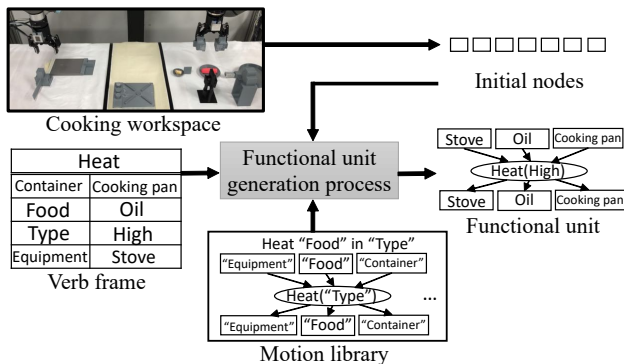 Cooking workspace
Initial nodes
Heat
Container Cooking pan
Food Oil
Type High
Equipment Stove
Verb frame
Functional unit
generation process
Stove Oil Cooking pan
Heat(High)
Stove Oil Cooking pan
Functional unit
Heat "Food" in "Type"
"Equipment" "Food" "Container"
Heat("Type")
...
"Equipment" "Food" "Container"
Motion library